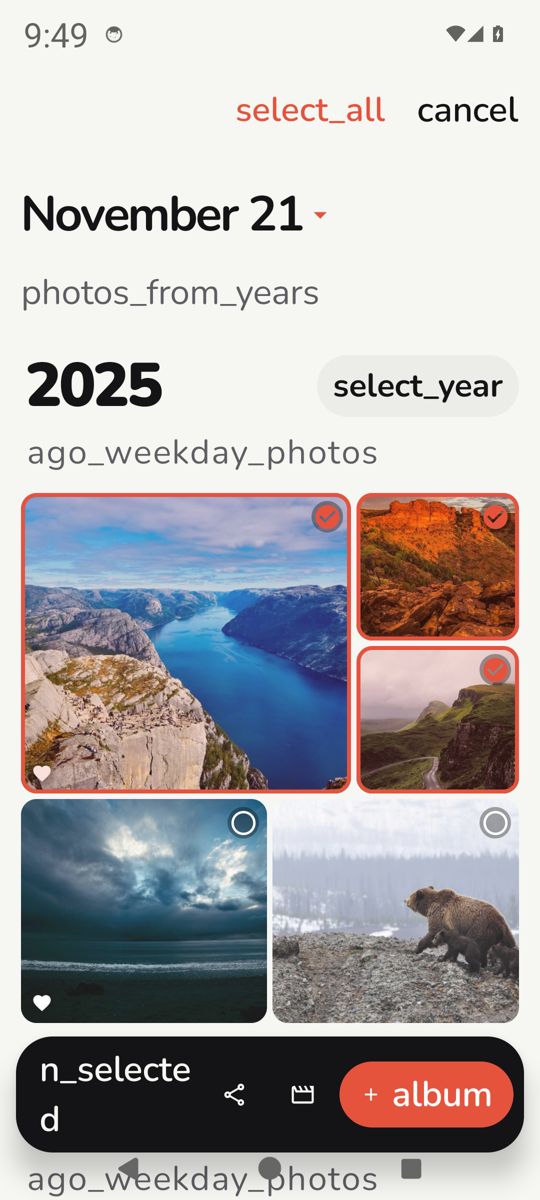 9:49
select_all cancel
November 21
photos_from_years
2025
select_year
ago_weekday_photos
n_selecte
d
+ album
ago_weekday_photos